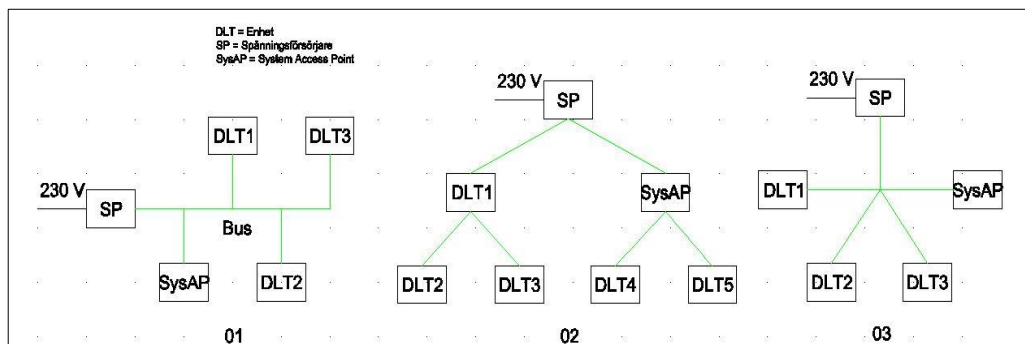 DLT = Enhet
SP = Spänningsförsörjare
SysAP = System Access Point
230 V
SP
DLT1
DLT3
Bus
SysAP
DLT2
01
230 V
SP
DLT1
SysAP
DLT2
DLT3
DLT4
DLT5
02
230 V
SP
DLT1
SysAP
DLT2
DLT3
03